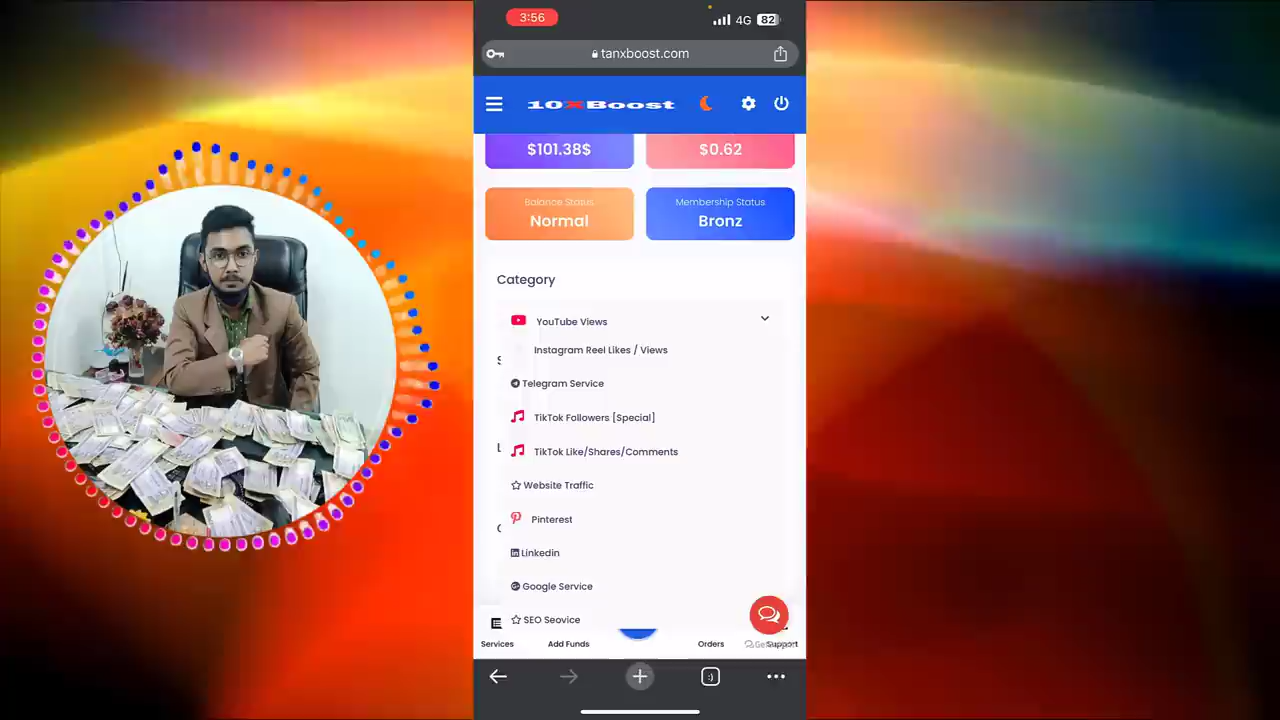 3:56
4G 82
tanxboost.com
10XBoost
$101.38$
$0.62
Balance Status
Normal
Membership Status
Bronz
Category
YouTube Views
Instagram Reel Likes / Views
Telegram Service
TikTok Followers [Special]
TikTok Like/Shares/Comments
Website Traffic
Pinterest
Linkedin
Google Service
SEO Seovice
Services
Add Funds
Orders
Support
:)